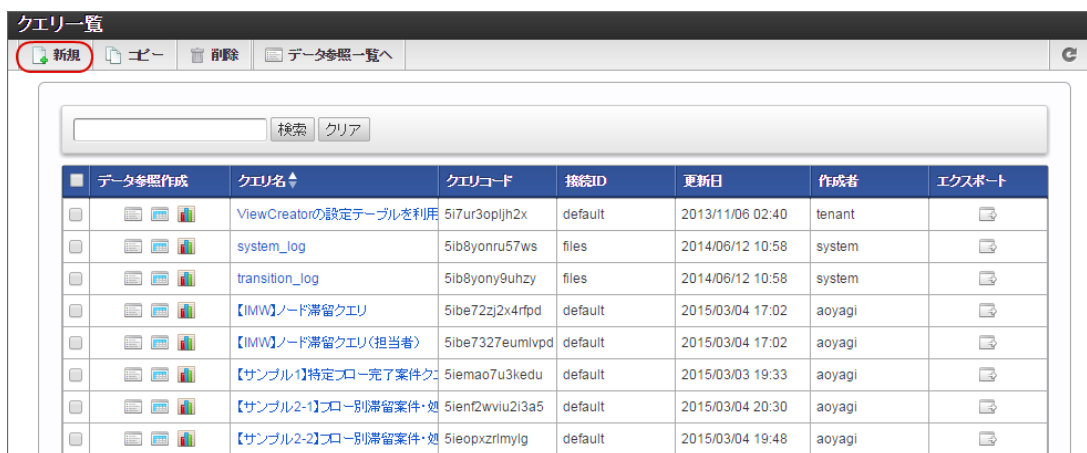 クエリ一覧
新規 コピー 削除 データ参照一覧へ
検索 クリア
データ参照作成 クエリ名 クエリコード 接続ID 更新日 作成者 エクスポート
ViewCreatorの設定テーブルを利用 5i7ur3opljh2x default 2013/11/06 02:40 tenant
system_log 5ib8yonru57ws files 2014/06/12 10:58 system
transition_log 5ib8yony9uhzy files 2014/06/12 10:58 system
【IMW】ノード滞留クエリ 5ibe72zj2x4rfpd default 2015/03/04 17:02 aoyagi
【IMW】ノード滞留クエリ(担当者) 5ibe7327eumlvpd default 2015/03/04 17:02 aoyagi
【サンプル1】特定フロー完了案件ク 5iemao7u3kedu default 2015/03/03 19:33 aoyagi
【サンプル2-1】フロー別滞留案件・処 5ienf2wviu2i3a5 default 2015/03/04 20:30 aoyagi
【サンプル2-2】フロー別滞留案件・処 5ieopxzrlmylg default 2015/03/04 19:48 aoyagi